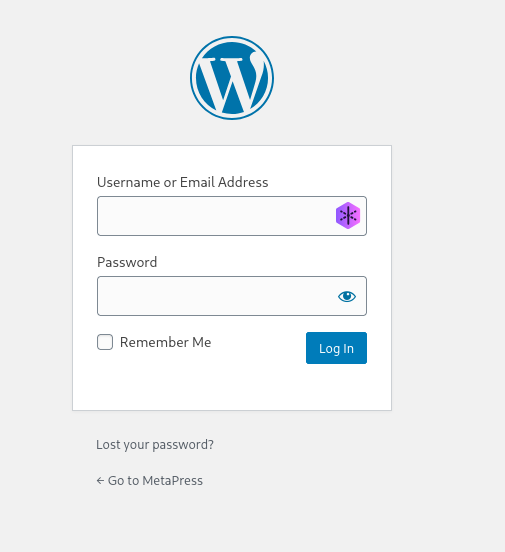 Username or Email Address
Password
Remember Me
Log In
Lost your password?
← Go to MetaPress